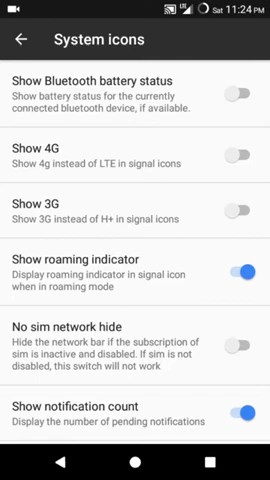 Sat 11:24 PM
System icons
Show Bluetooth battery status
Show battery status for the currently
connected bluetooth device, if available.
Show 4G
Show 4g instead of LTE in signal icons
Show 3G
Show 3G instead of H+ in signal icons
Show roaming indicator
Display roaming indicator in signal icon
when in roaming mode
No sim network hide
Hide the network bar if the subscription of
sim is inactive and disabled. If sim is not
disabled, this switch will not work
Show notification count
Display the number of pending notifications